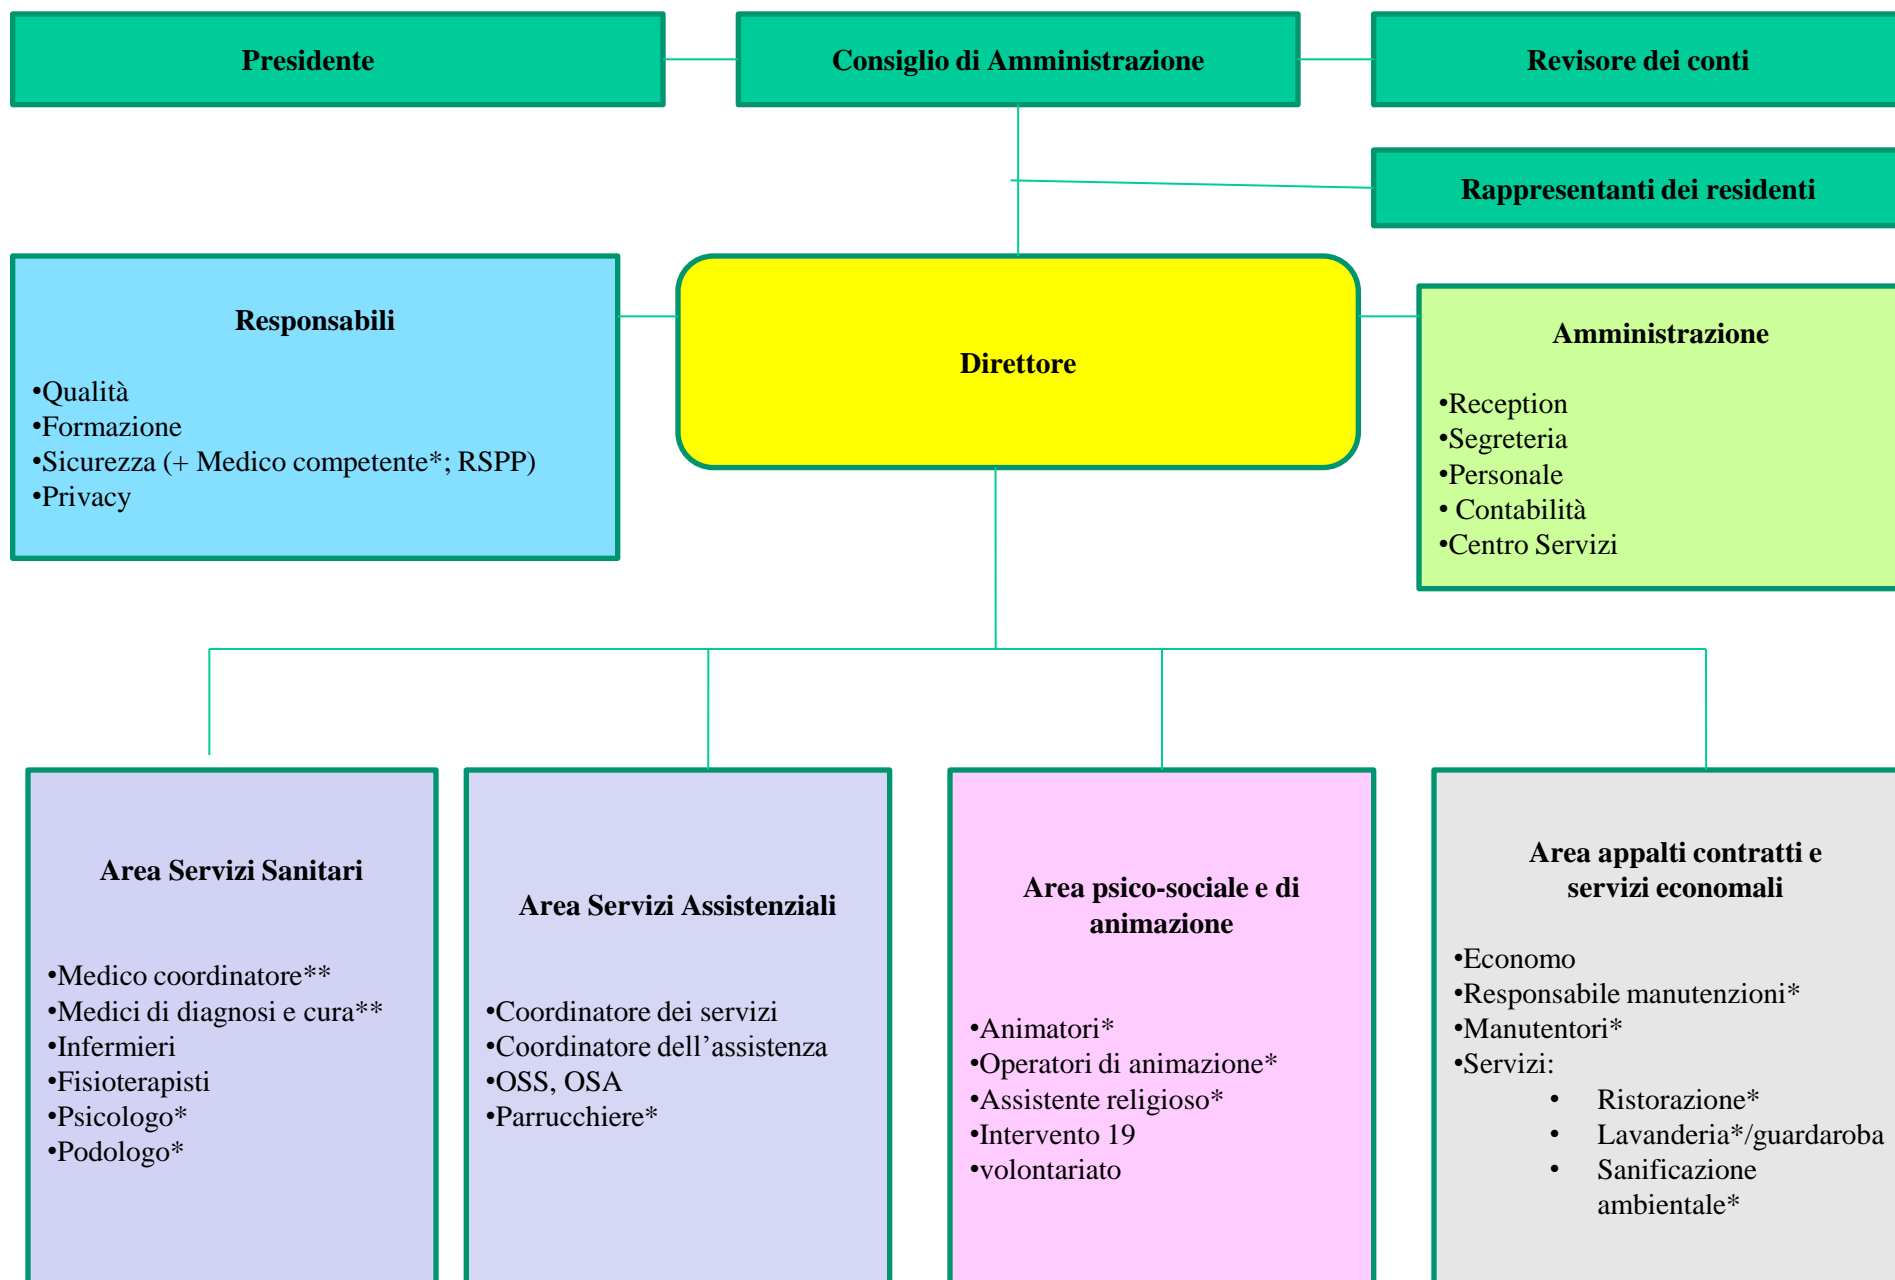 Presidente
Consiglio di Amministrazione
Revisore dei conti
Rappresentanti dei residenti
Responsabili
•Qualità
•Formazione
•Sicurezza (+ Medico competente*; RSPP)
•Privacy
Direttore
Amministrazione
•Reception
•Segreteria
•Personale
• Contabilità
•Centro Servizi
Area Servizi Sanitari
•Medico coordinatore**
•Medici di diagnosi e cura**
•Infermieri
•Fisioterapisti
•Psicologo*
•Podologo*
Area Servizi Assistenziali
•Coordinatore dei servizi
•Coordinatore dell’assistenza
•OSS, OSA
•Parrucchiere*
Area psico-sociale e di
animazione
•Animatori*
•Operatori di animazione*
•Assistente religioso*
•Intervento 19
•volontariato
Area appalti contratti e
servizi economali
•Economo
•Responsabile manutenzioni*
•Manutentori*
•Servizi:
• Ristorazione*
• Lavanderia*/guardaroba
• Sanificazione
ambientale*